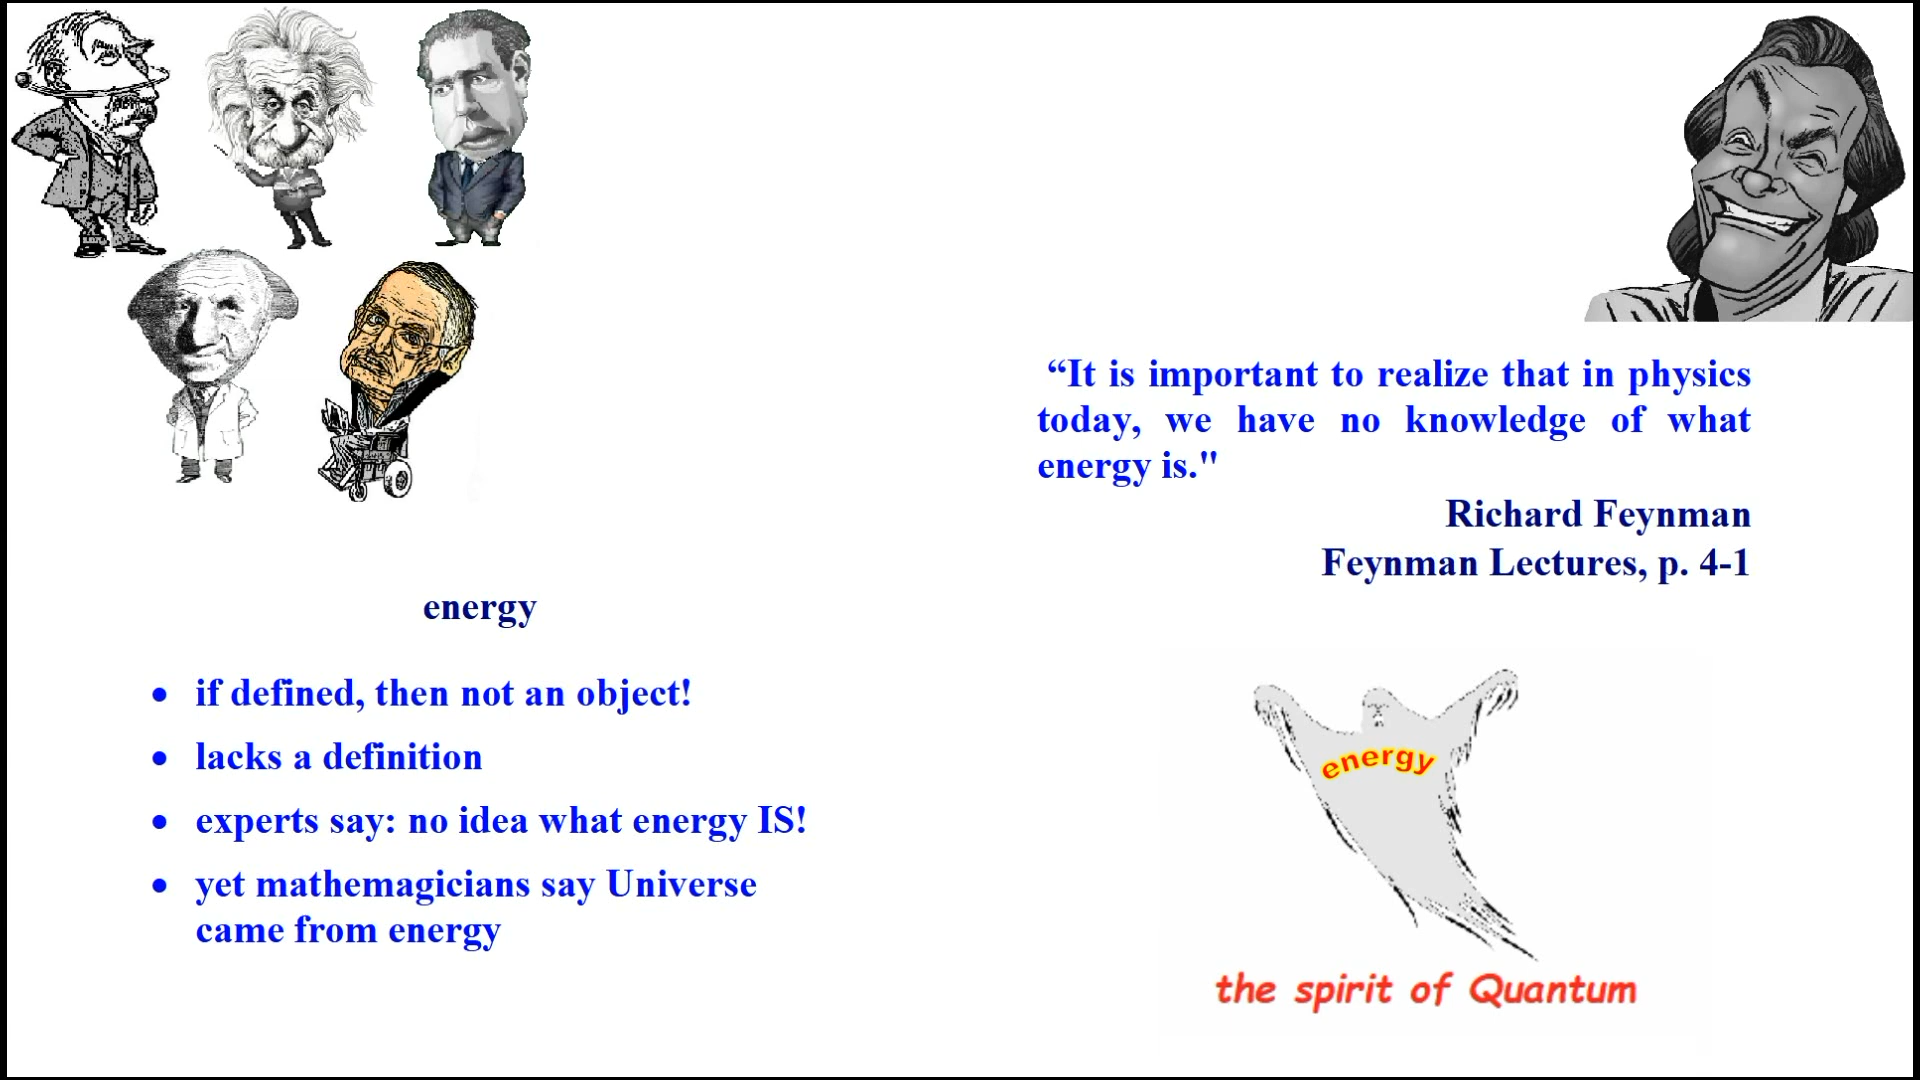 “It is important to realize that in physics
today, we have no knowledge of what
energy is."
Richard Feynman
Feynman Lectures, p. 4-1
energy
• if defined, then not an object!
• lacks a definition
• experts say: no idea what energy IS!
• yet mathemagicians say Universe
came from energy
energy
the spirit of Quantum